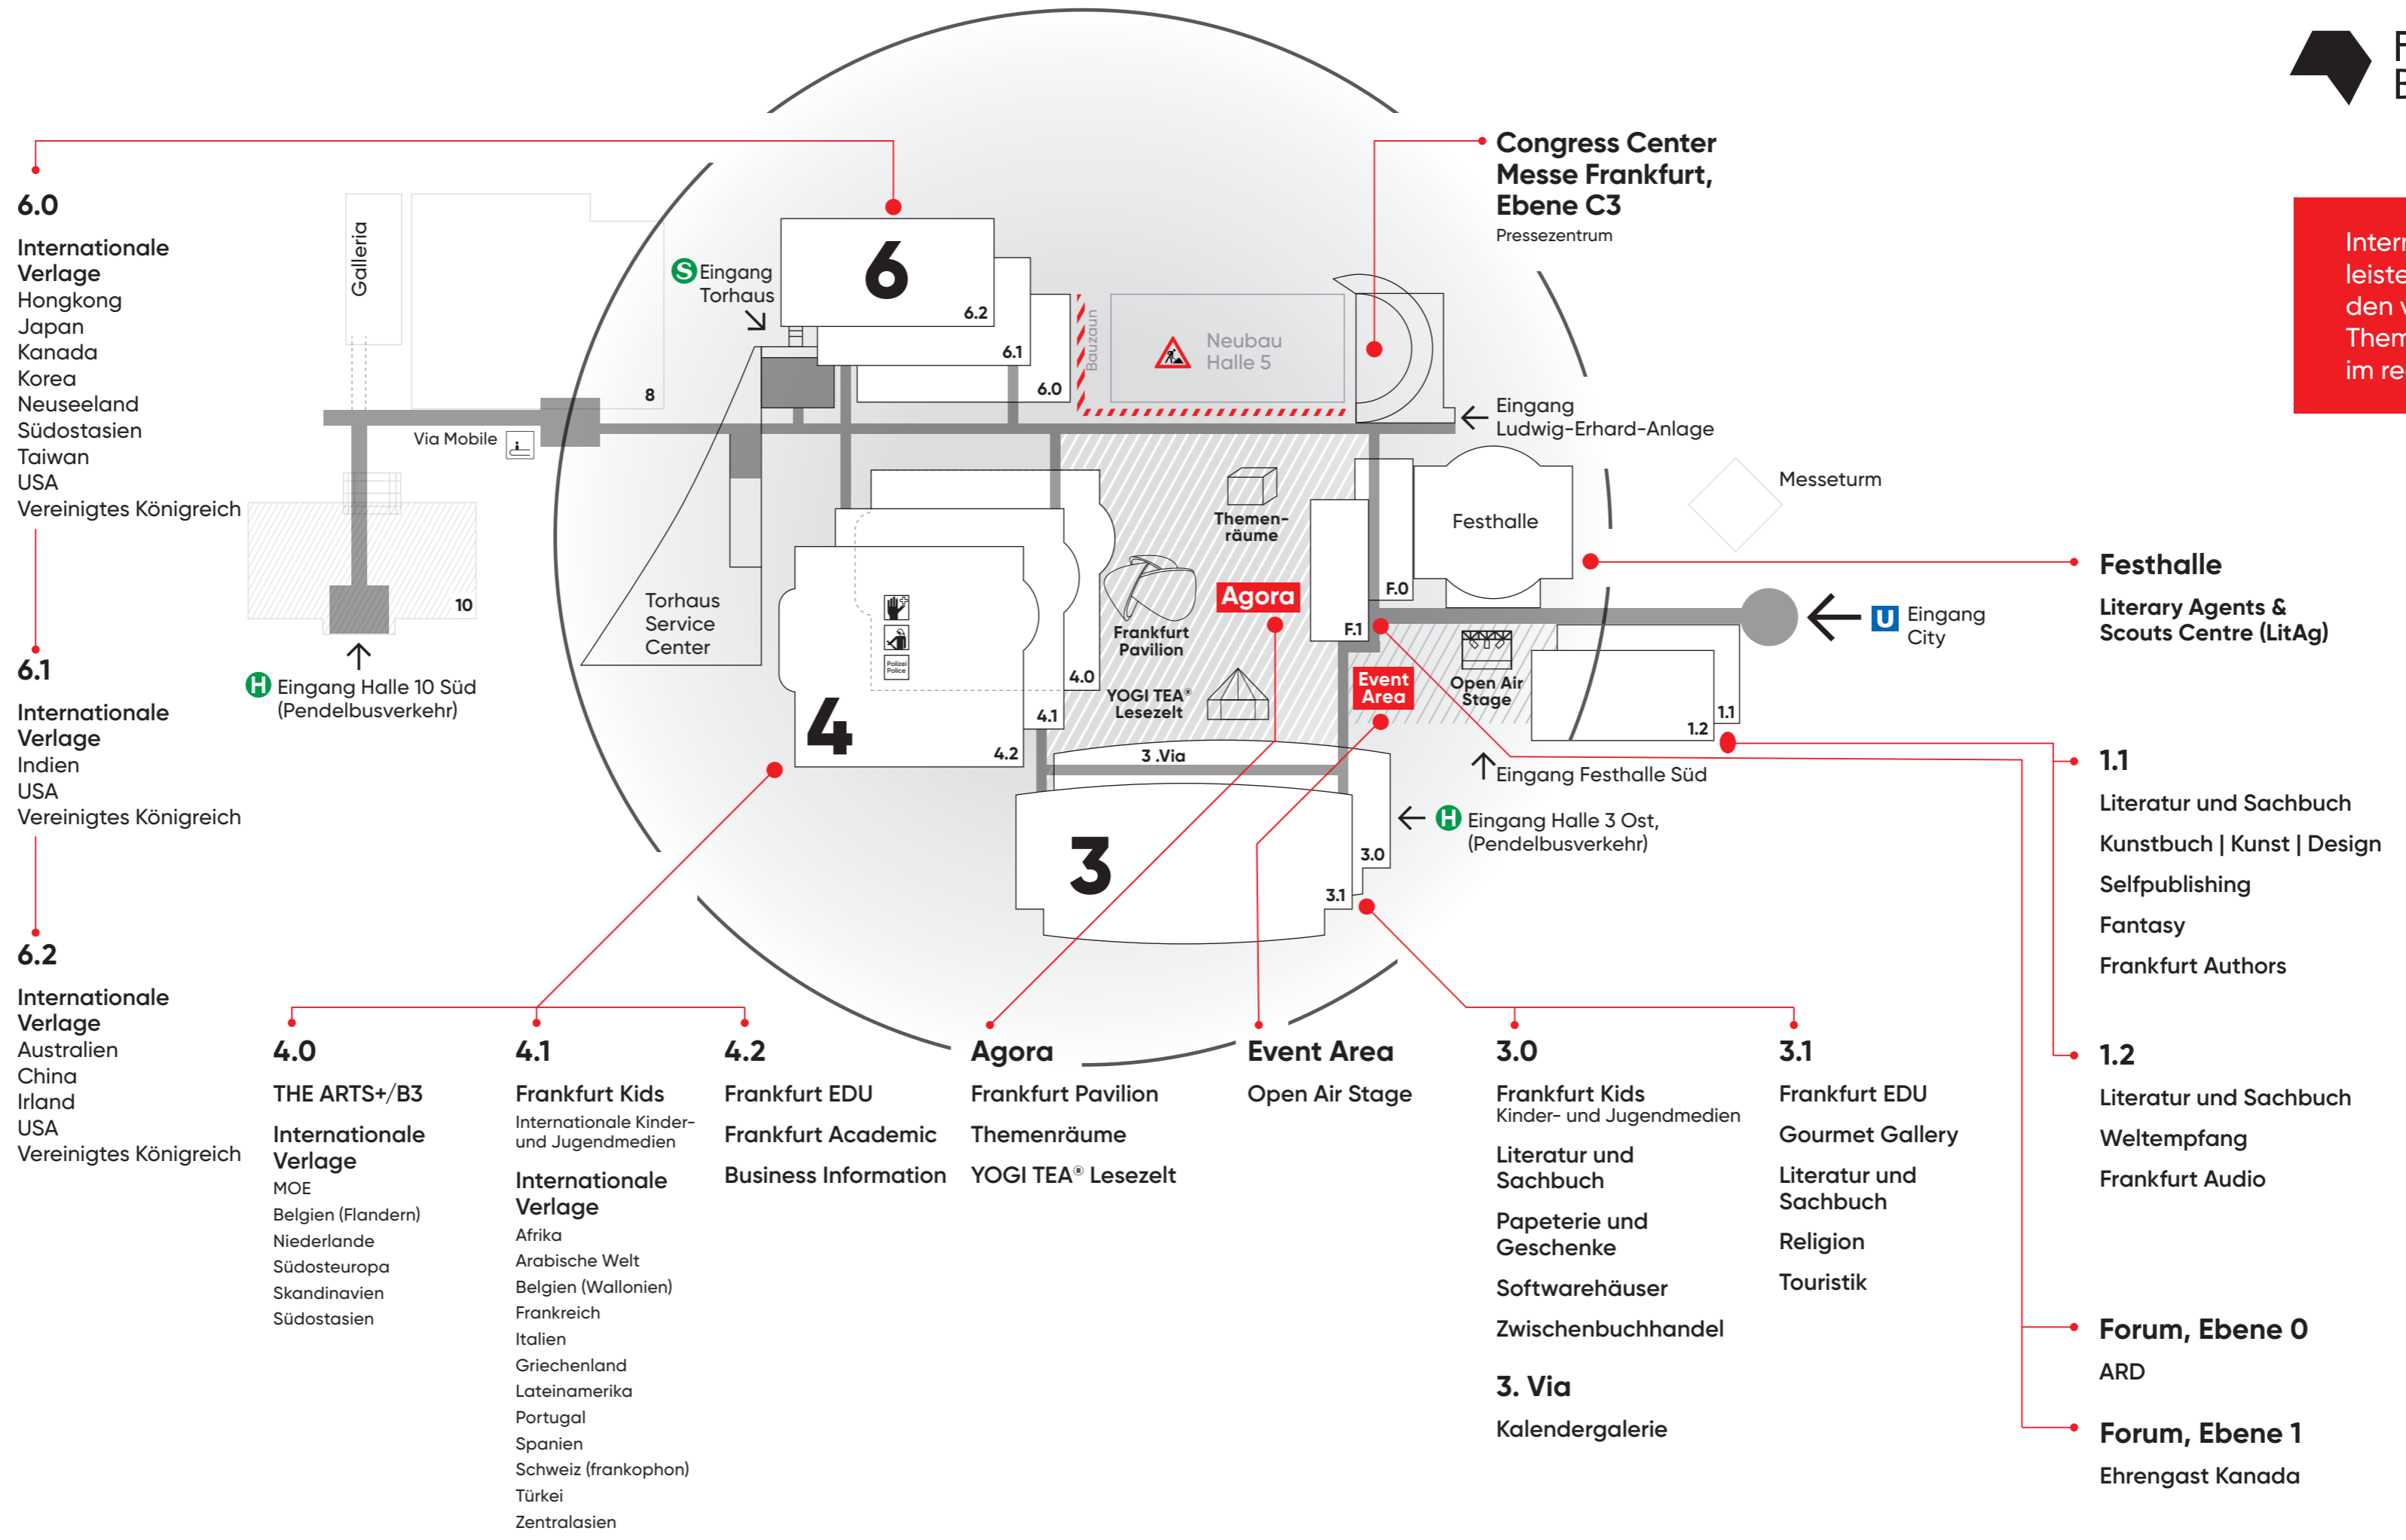 6.0
Internationale
Verlage
Hongkong
Japan
Kanada
Korea
Neuseeland
Südostasien
Taiwan
USA
Vereinigtes Königreich
6.1
Internationale
Verlage
Indien
USA
Vereinigtes Königreich
6.2
Internationale
Verlage
Australien
China
Irland
USA
Vereinigtes Königreich
Galleria
8
Via Mobile
10
H Eingang Halle 10 Süd
(Pendelbusverkehr)
S Eingang
Torhaus
6
6.2
6.1
6.0
Bauzaun
Neubau
Halle 5
Congress Center
Messe Frankfurt,
Ebene C3
Pressezentrum
Eingang
Ludwig-Erhard-Anlage
Messeturm
Festhalle
Themen-
räume
Agora
Frankfurt
Pavilion
YOGI TEA®
Lesezelt
F.0
F.1
Event
Area
Open Air
Stage
U Eingang
City
1.1
1.2
Eingang Festhalle Süd
H Eingang Halle 3 Ost,
(Pendelbusverkehr)
Torhaus
Service
Center
Polizei
Police
4
4.0
4.1
4.2
3 .Via
3
3.0
3.1
4.0
THE ARTS+/B3
Internationale
Verlage
MOE
Belgien (Flandern)
Niederlande
Südosteuropa
Skandinavien
Südostasien
4.1
Frankfurt Kids
Internationale Kinder-
und Jugendmedien
Internationale
Verlage
Afrika
Arabische Welt
Belgien (Wallonien)
Frankreich
Italien
Griechenland
Lateinamerika
Portugal
Spanien
Schweiz (frankophon)
Türkei
Zentralasien
4.2
Frankfurt EDU
Frankfurt Academic
Business Information
Agora
Frankfurt Pavilion
Themenräume
YOGI TEA® Lesezelt
Event Area
Open Air Stage
3.0
Frankfurt Kids
Kinder- und Jugendmedien
Literatur und
Sachbuch
Papeterie und
Geschenke
Softwarehäuser
Zwischenbuchhandel
3. Via
Kalendergalerie
3.1
Frankfurt EDU
Gourmet Gallery
Literatur und
Sachbuch
Religion
Touristik
Festhalle
Literary Agents &
Scouts Centre (LitAg)
1.1
Literatur und Sachbuch
Kunstbuch | Kunst | Design
Selfpublishing
Fantasy
Frankfurt Authors
1.2
Literatur und Sachbuch
Weltempfang
Frankfurt Audio
Forum, Ebene 0
ARD
Forum, Ebene 1
Ehrengast Kanada
den
im